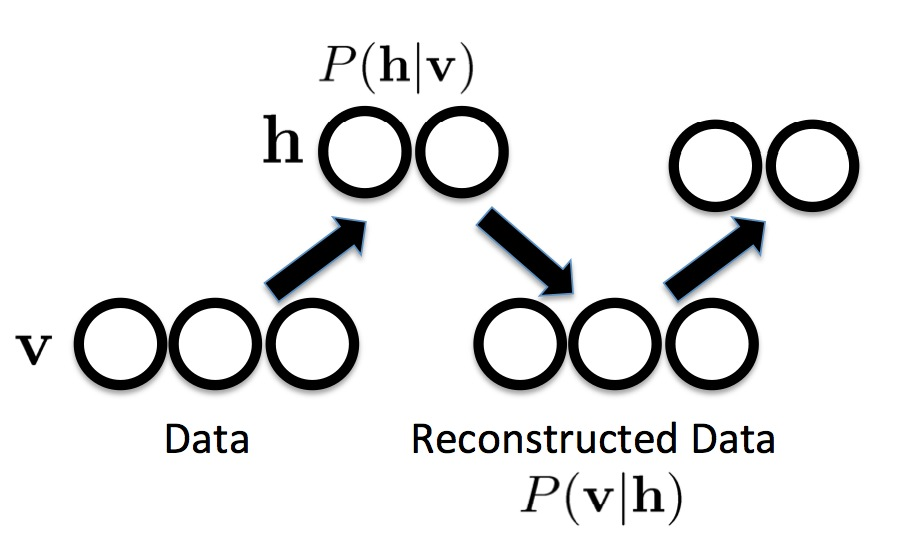 P(h|v)
h
v
Data
Reconstructed Data
P(v|h)